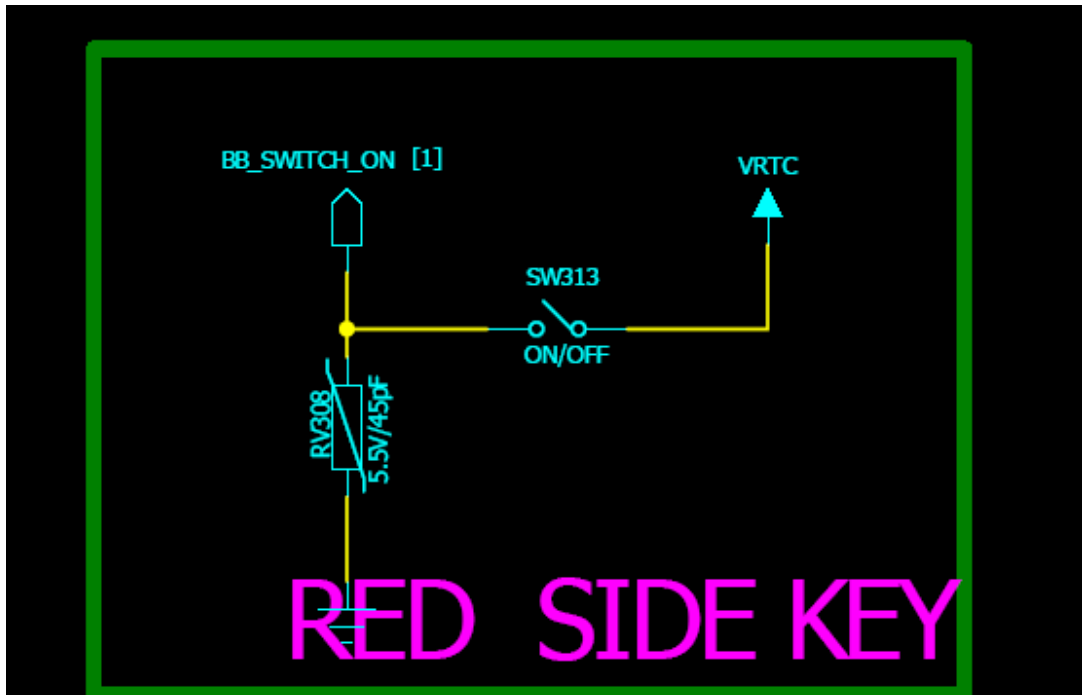 BB_SWITCH_ON [1]
VRTC
SW313
ON/OFF
RV308
5.5V/45pF
RED SIDE KEY